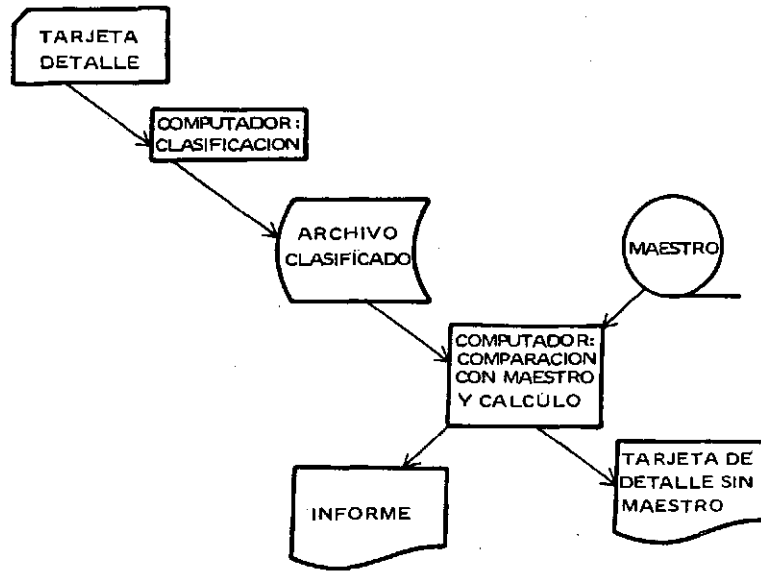 TARJETA
DETALLE
COMPUTADOR:
CLASIFICACION
ARCHIVO
CLASIFICADO
MAESTRO
COMPUTADOR:
COMPARACION
CON MAESTRO
Y CALCULO
INFORME
TARJETA DE
DETALLE SIN
MAESTRO